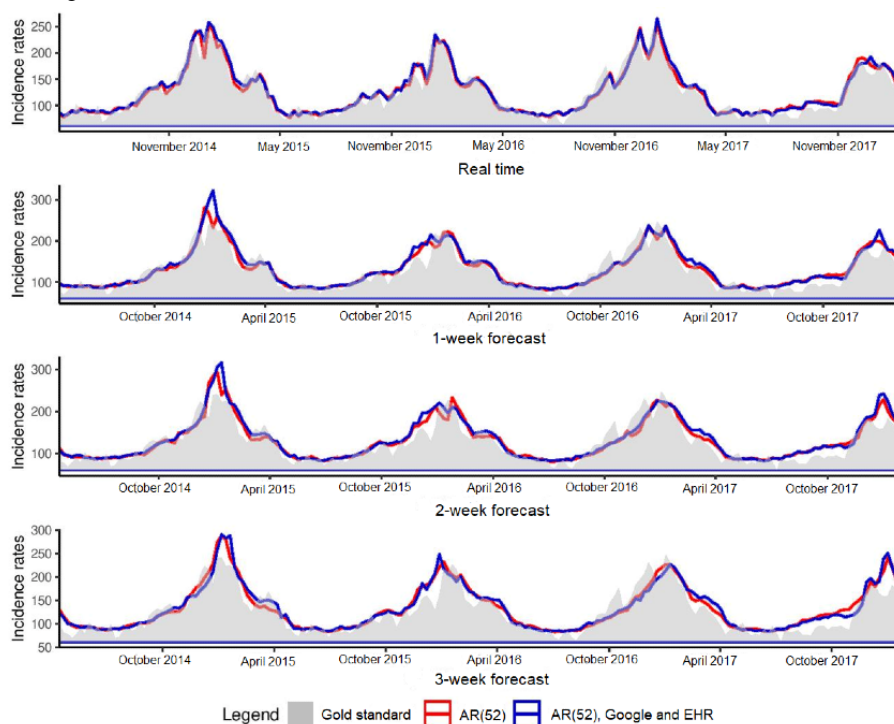 Incidence rates
250
200
150
100
November 2014 May 2015 November 2015 May 2016 November 2016 May 2017 November 2017
Real time
Incidence rates
300
200
100
October 2014 April 2015 October 2015 April 2016 October 2016 April 2017 October 2017
1-week forecast
Incidence rates
300
200
100
October 2014 April 2015 October 2015 April 2016 October 2016 April 2017 October 2017
2-week forecast
Incidence rates
300
250
200
150
100
50
October 2014 April 2015 October 2015 April 2016 October 2016 April 2017 October 2017
3-week forecast
Legend Gold standard AR(52) AR(52), Google and EHR